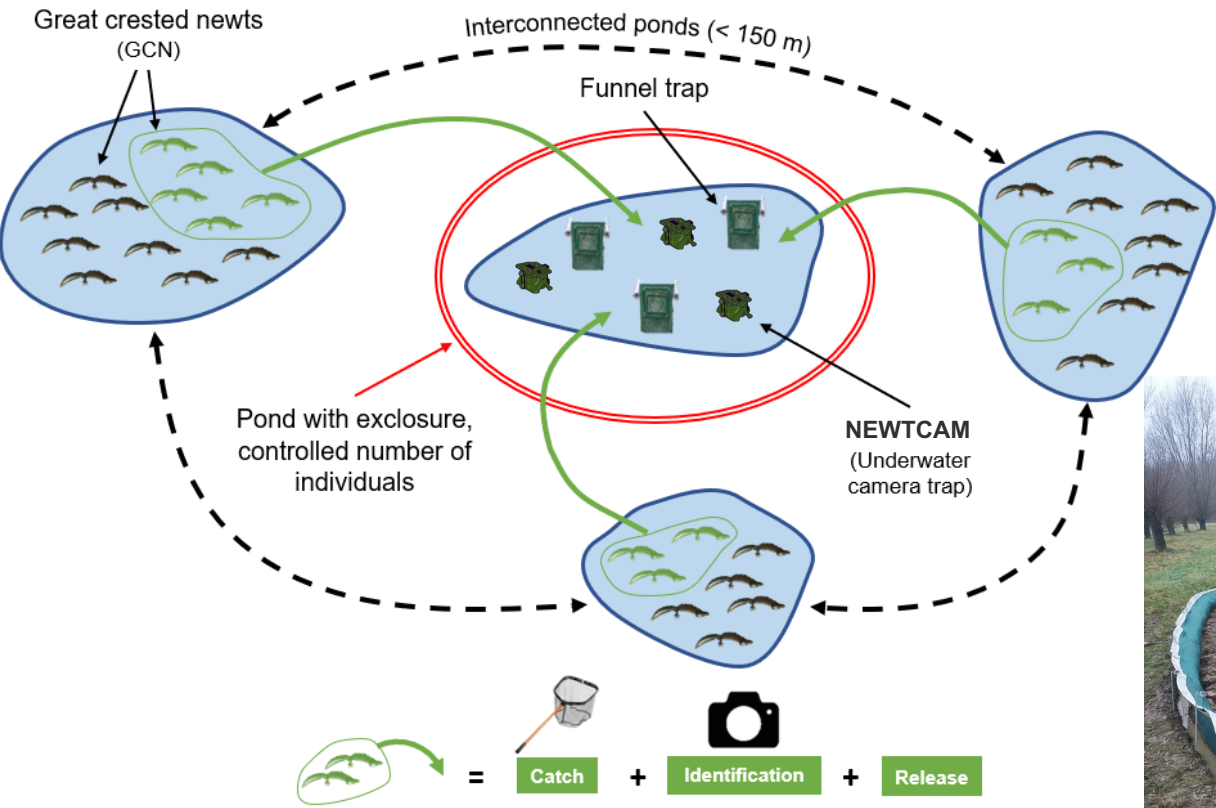 Great crested newts
(GCN)
Interconnected ponds (< 150 m)
Funnel trap
Pond with exclosure,
controlled number of
individuals
NEWTCAM
(Underwater
camera trap)
= Catch + Identification + Release